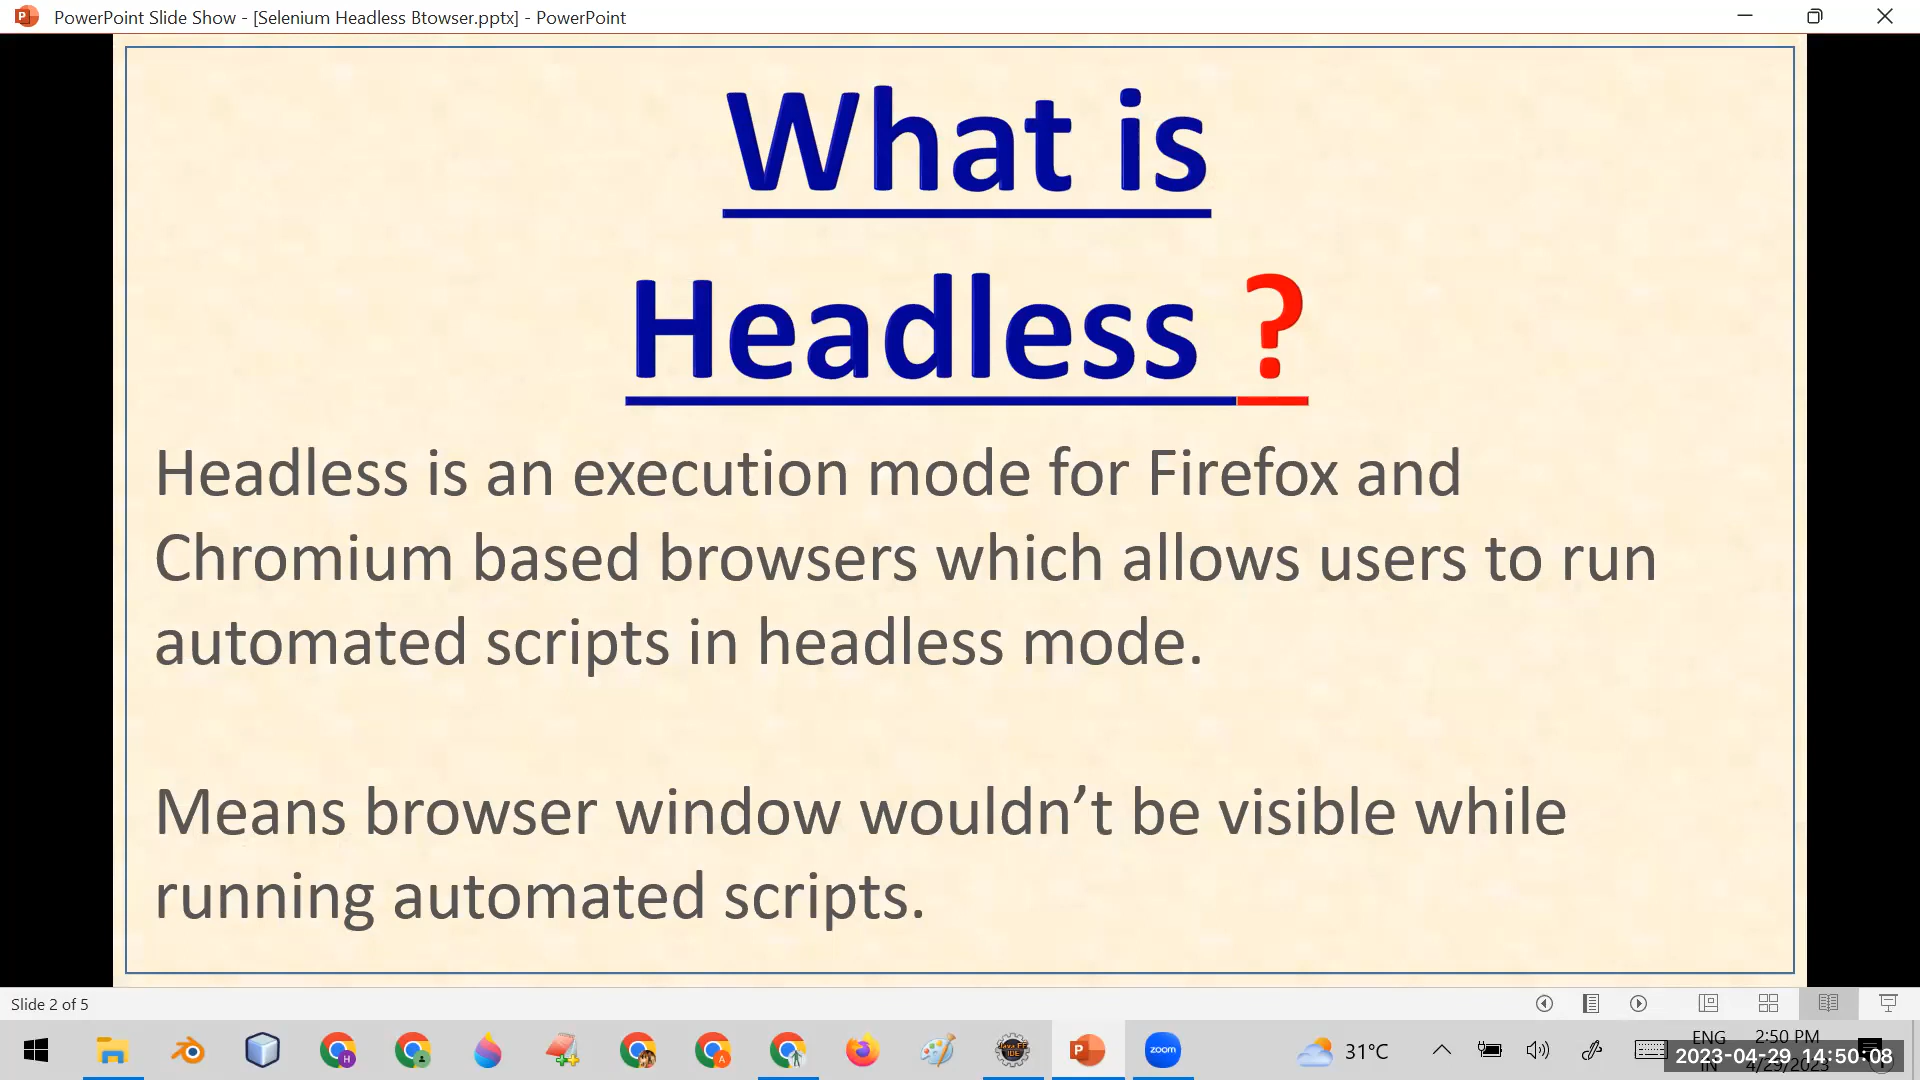 PowerPoint Slide Show - [Selenium Headless Btowser.pptx] - PowerPoint
What is
Headless ?
Headless is an execution mode for Firefox and
Chromium based browsers which allows users to run
automated scripts in headless mode.
Means browser window wouldn’t be visible while
running automated scripts.
Slide 2 of 5
zoom
31°C
ENG
2:50 PM
2023-04-29 14:50:08